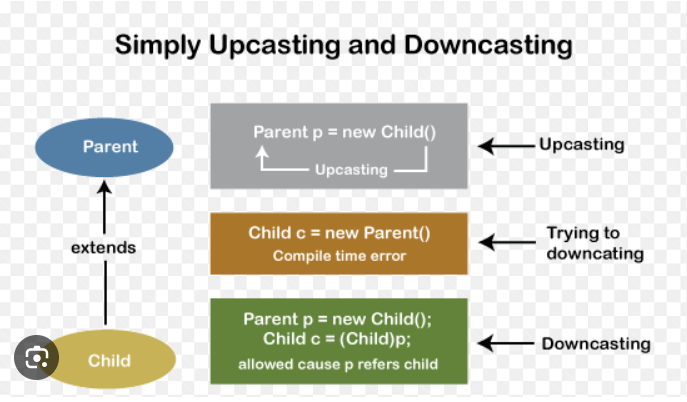 Simply Upcasting and Downcasting
Parent
extends
Child
Parent p = new Child()
Upcasting
Upcasting
Child c = new Parent()
Compile time error
Trying to
downcating
Parent p = new Child();
Child c = (Child)p;
allowed cause p refers child
Downcasting